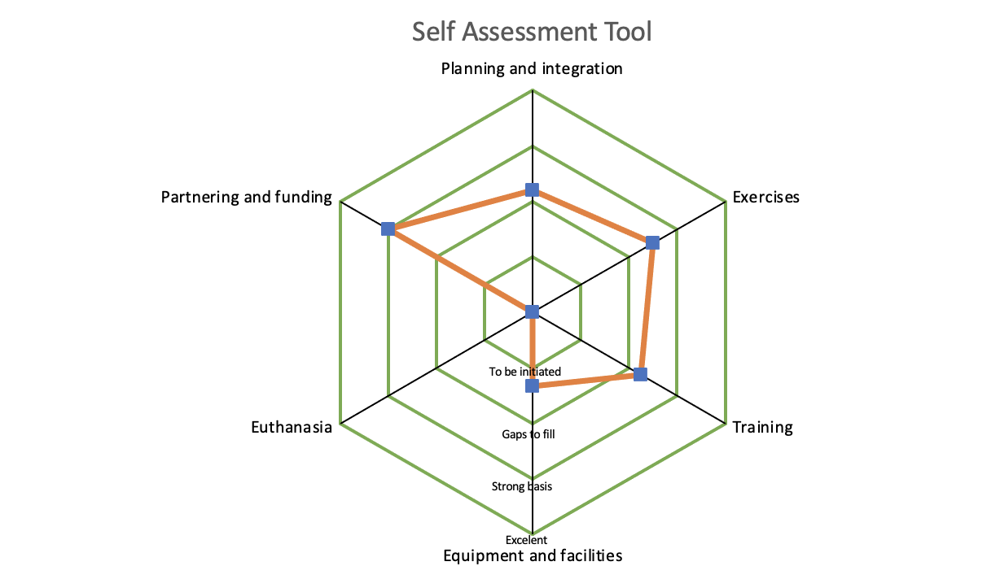 Self Assessment Tool
Planning and integration
Partnering and funding
Exercises
To be initiated
Euthanasia
Training
Gaps to fill
Strong basis
Excelent
Equipment and facilities